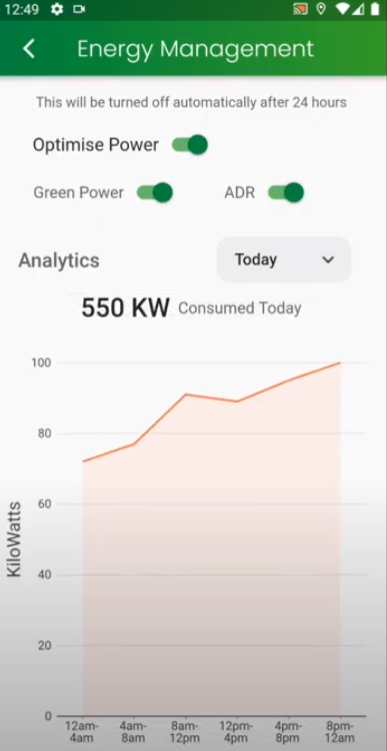 12:49
Energy Management
This will be turned off automatically after 24 hours
Optimise Power
Green Power ADR
Analytics Today
550 KW Consumed Today
100
80
60
40
20
0
KiloWatts
12am-4am 4am-8am 8am-12pm 12pm-4pm 4pm-8pm 8pm-12am